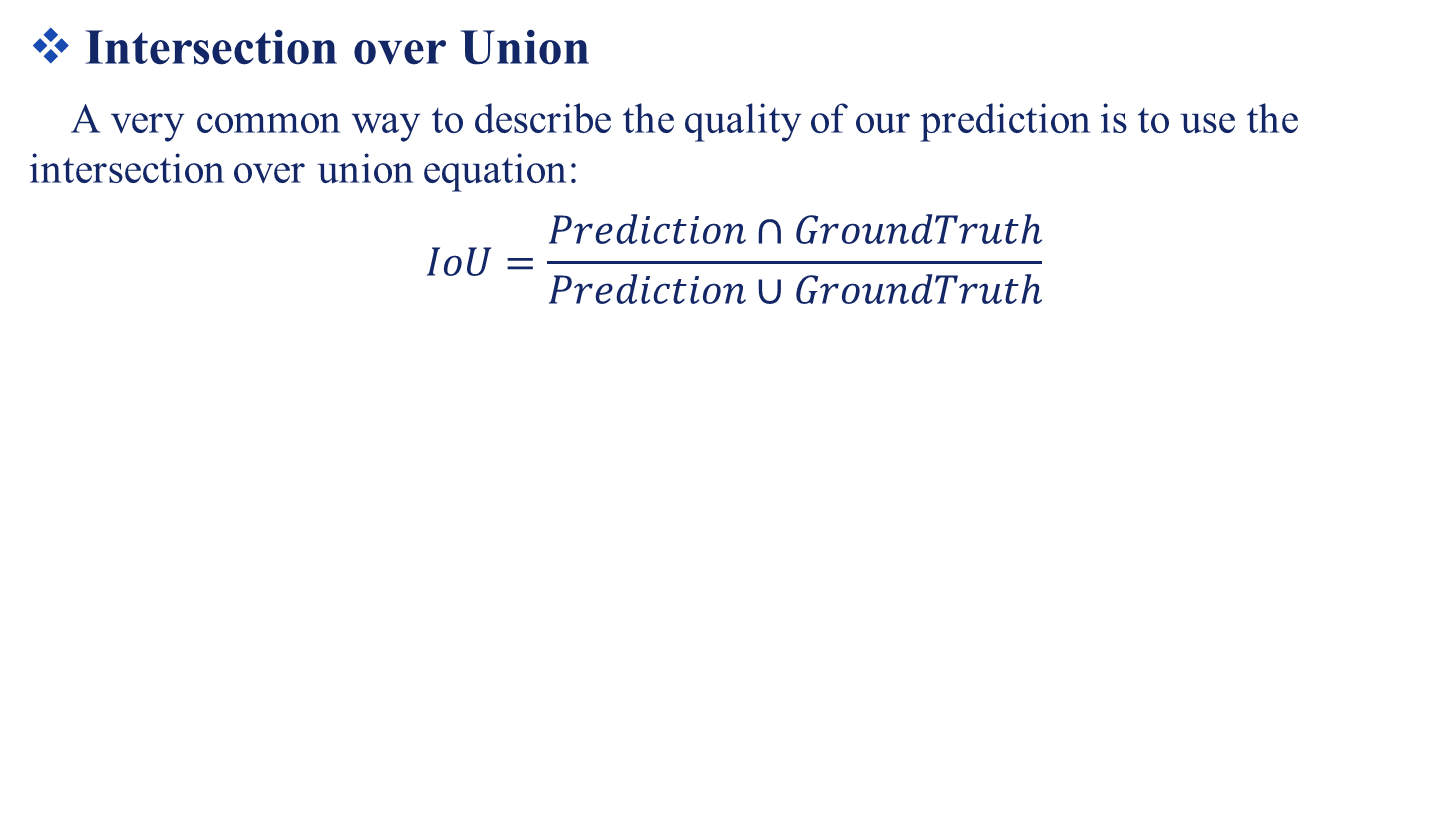 ❖ Intersection over Union
A very common way to describe the quality of our prediction is to use the
intersection over union equation:
IoU = \frac{Prediction ∩ GroundTruth}{Prediction ∪ GroundTruth}